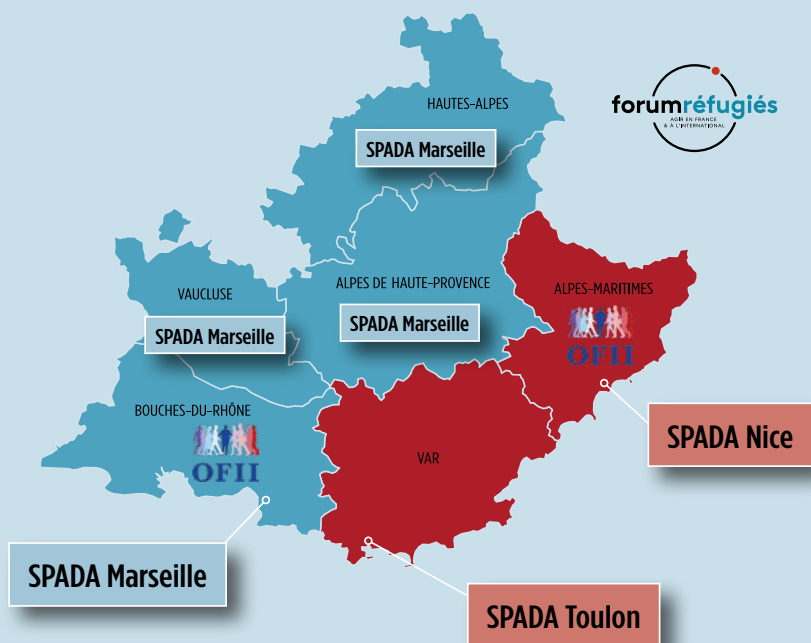 HAUTES-ALPES
forumréfugiés
AGIR EN FRANCE
& À L'INTERNATIONAL
SPADA Marseille
VAUCLUSE
SPADA Marseille
ALPES DE HAUTE-PROVENCE
SPADA Marseille
ALPES-MARITIMES
OFII
BOUCHES-DU-RHÔNE
OFII
VAR
SPADA Nice
SPADA Marseille
SPADA Toulon